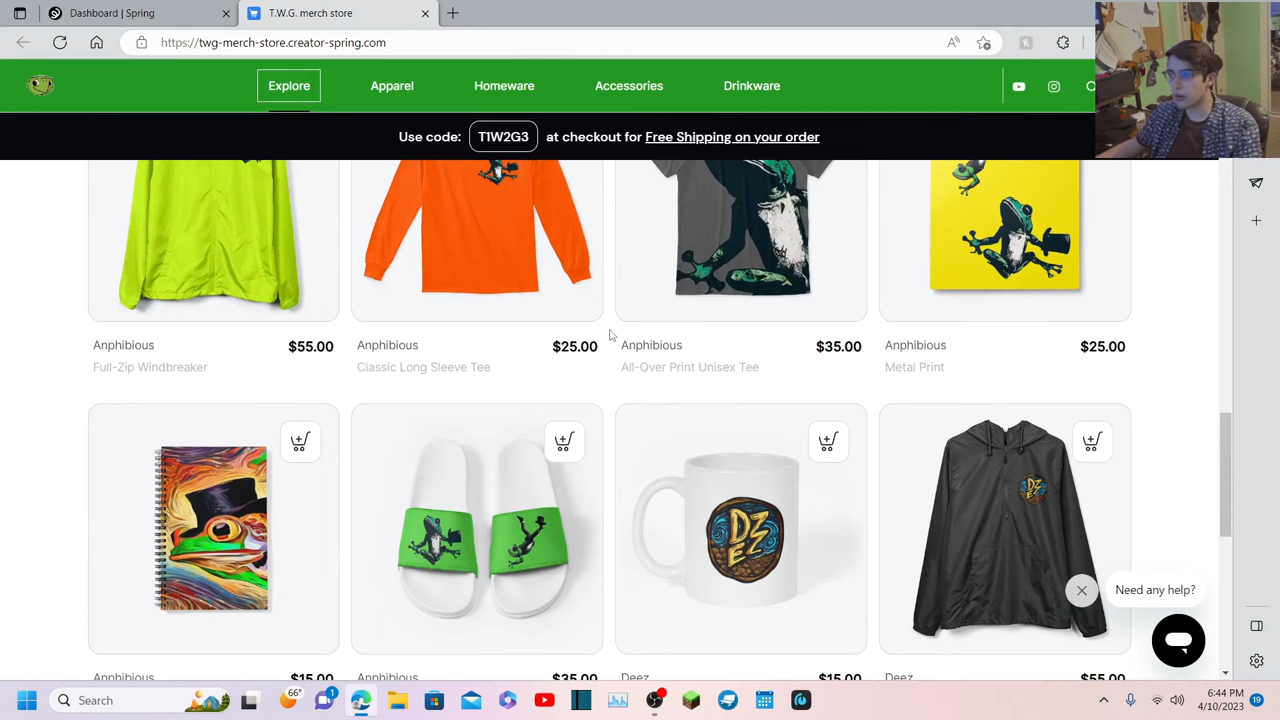 Dashboard | Spring
T.W.G. merch store
https://twg-merch-store.creator-spring.com
Explore
Apparel
Homeware
Accessories
Drinkware
Use code: T1W2G3 at checkout for Free Shipping on your order
Anphibious $55.00
Full-Zip Windbreaker
Anphibious $25.00
Classic Long Sleeve Tee
Anphibious $35.00
All-Over Print Unisex Tee
Anphibious $25.00
Metal Print
DEEZ
DEEZ
Need any help?
Anphibious $15.00
Anphibious $35.00
Deez $15.00
Deez $55.00
Search
66°
1
6:44 PM
4/10/2023
19